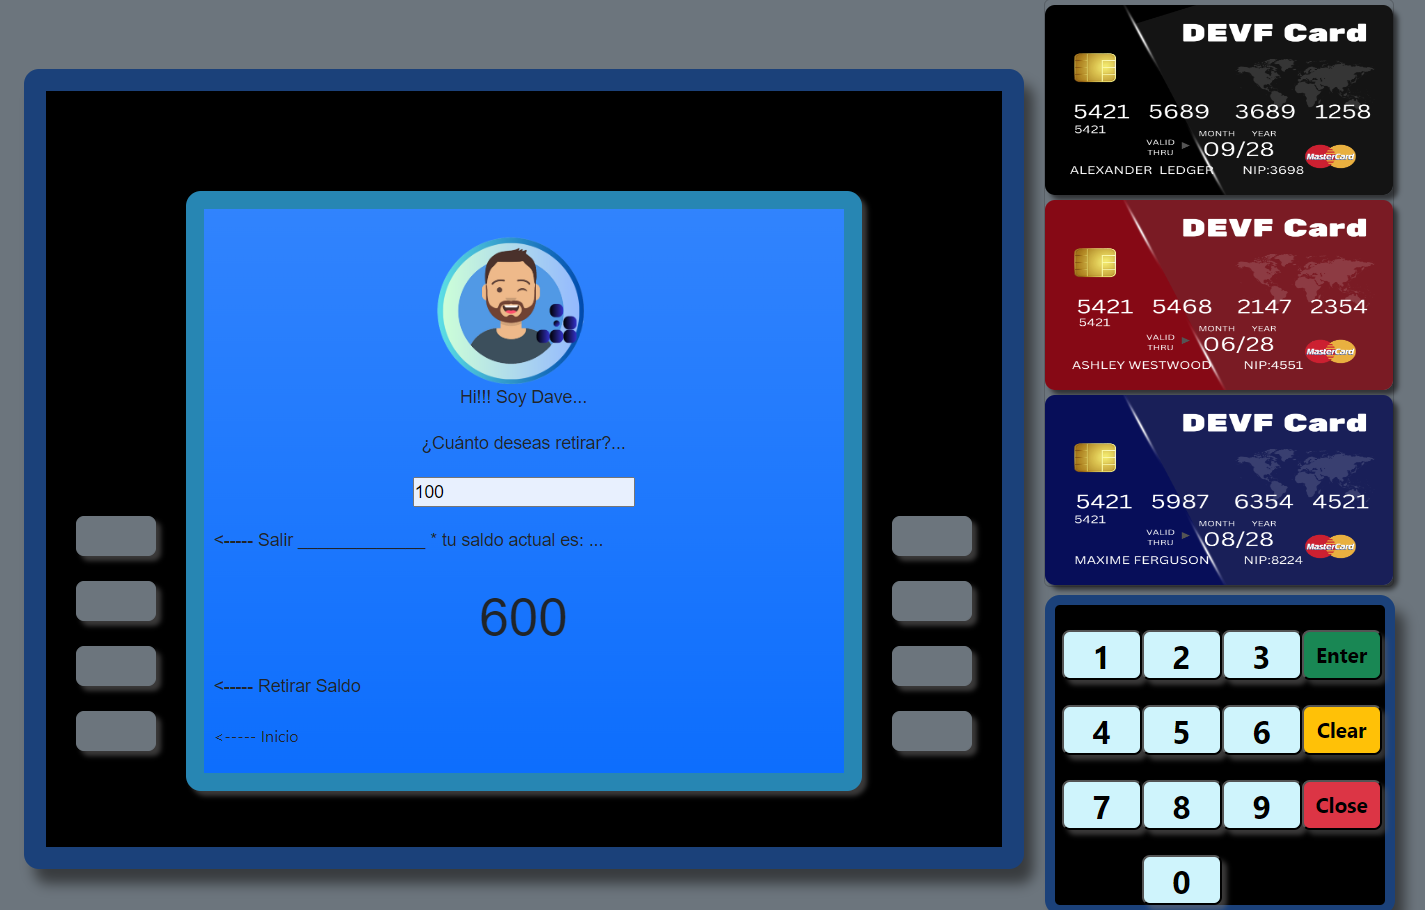 Hi!!! Soy Dave...
¿Cuánto deseas retirar?...
100
<----- Salir _____________ * tu saldo actual es: ...
600
<----- Retirar Saldo
<----- Inicio
DEVF Card
5421 5689 3689 1258
5421
MONTH YEAR
VALID THRU 09/28
MasterCard
ALEXANDER LEDGER NIP:3698
DEVF Card
5421 5468 2147 2354
5421
MONTH YEAR
VALID THRU 06/28
MasterCard
ASHLEY WESTWOOD NIP:4551
DEVF Card
5421 5987 6354 4521
5421
MONTH YEAR
VALID THRU 08/28
MasterCard
MAXIME FERGUSON NIP:8224
1 2 3 Enter
4 5 6 Clear
7 8 9 Close
0